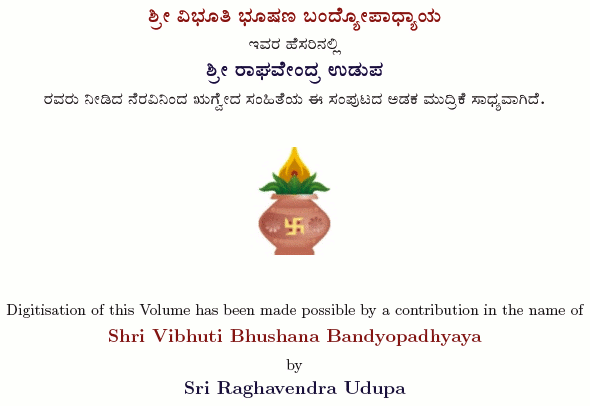 ಶ್ರೀ ವಿಭೂತಿ ಭೂಷಣ ಬಂದ್ಯೋಪಾಧ್ಯಾಯ
ಇವರ ಹೆಸರಿನಲ್ಲಿ
ಶ್ರೀ ರಾಘವೇಂದ್ರ ಉಡುಪ
ರವರು ನೀಡಿದ ನೆರವಿನಿಂದ ಋಗ್ವೇದ ಸಂಹಿತೆಯ ಈ ಸಂಪುಟದ ಅಡಕ ಮುದ್ರಿಕೆ ಸಾಧ್ಯವಾಗಿದೆ.
Digitisation of this Volume has been made possible by a contribution in the name of
Shri Vibhuti Bhushana Bandyopadhyaya
by
Sri Raghavendra Udupa